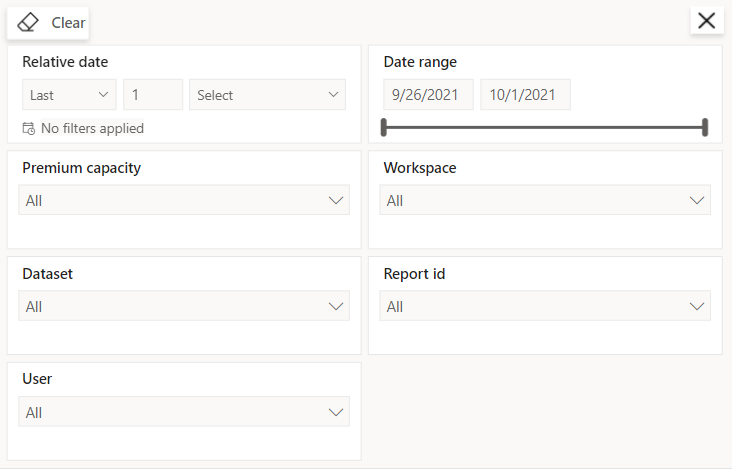 Clear
Relative date
Last
1
Select
No filters applied
Date range
9/26/2021
10/1/2021
Premium capacity
All
Workspace
All
Dataset
All
Report id
All
User
All